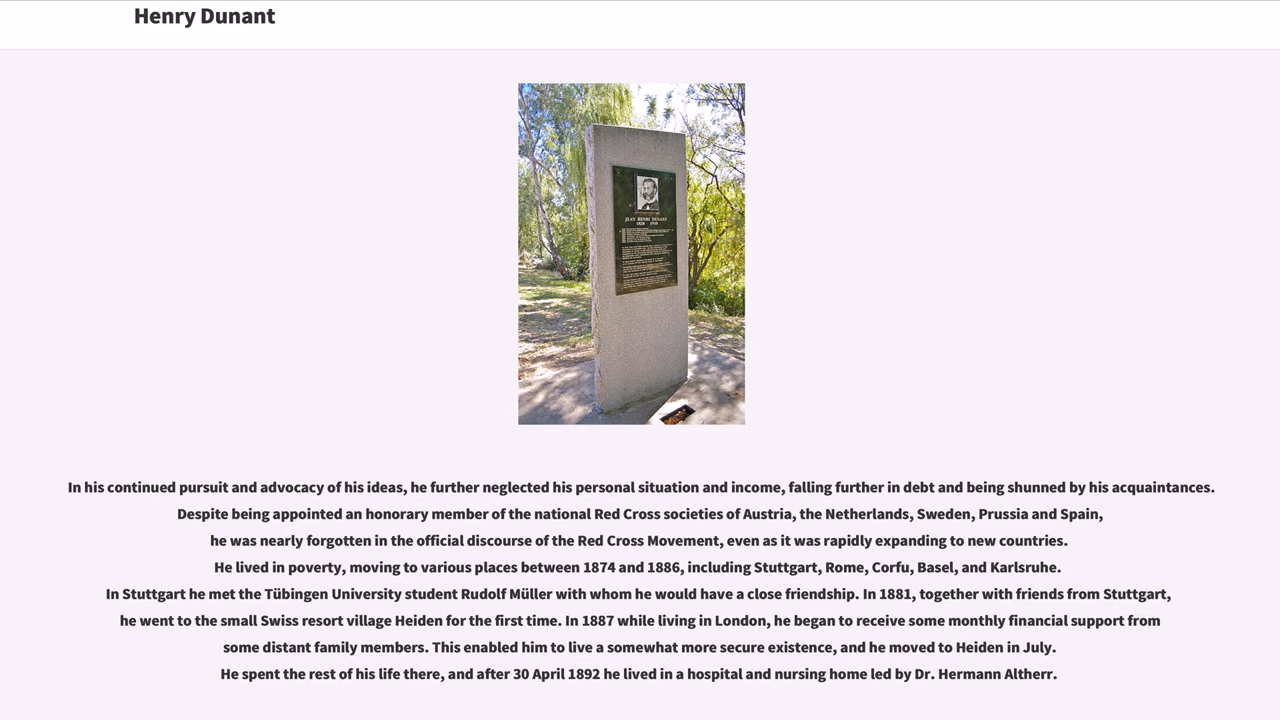 Henry Dunant
JEAN HENRI DUNANT
1828 - 1910
In his continued pursuit and advocacy of his ideas, he further neglected his personal situation and income, falling further in debt and being shunned by his acquaintances.
Despite being appointed an honorary member of the national Red Cross societies of Austria, the Netherlands, Sweden, Prussia and Spain,
he was nearly forgotten in the official discourse of the Red Cross Movement, even as it was rapidly expanding to new countries.
He lived in poverty, moving to various places between 1874 and 1886, including Stuttgart, Rome, Corfu, Basel, and Karlsruhe.
In Stuttgart he met the Tübingen University student Rudolf Müller with whom he would have a close friendship. In 1881, together with friends from Stuttgart,
he went to the small Swiss resort village Heiden for the first time. In 1887 while living in London, he began to receive some monthly financial support from
some distant family members. This enabled him to live a somewhat more secure existence, and he moved to Heiden in July.
He spent the rest of his life there, and after 30 April 1892 he lived in a hospital and nursing home led by Dr. Hermann Altherr.